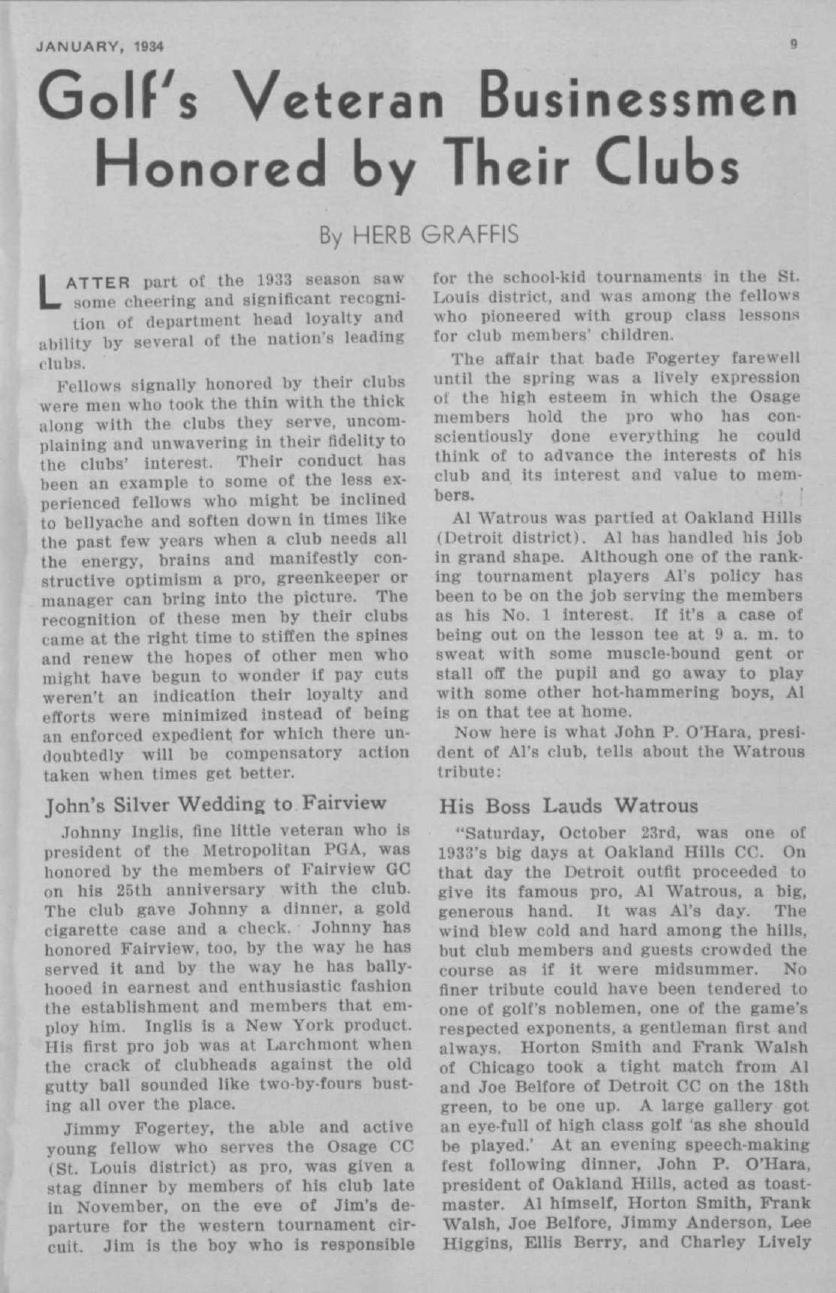 JANUARY, 1934
9
Golf's Veteran Businessmen
Honored by Their Clubs
By HERB GRAFFIS
LATTER part of the 1933 season saw
some cheering and significant recogni-
tion of department head loyalty and
ability by several of the nation's leading
clubs.
Fellows signally honored by their clubs
were men who took the thin with the thick
along with the clubs they serve, uncom-
plaining and unwavering in their fidelity to
the clubs' interest. Their conduct has
been an example to some of the less ex-
perienced fellows who might be inclined
to bellyache and soften down in times like
the past few years when a club needs all
the energy, brains and manifestly con-
structive optimism a pro, greenkeeper or
manager can bring into the picture. The
recognition of these men by their clubs
came at the right time to stiffen the spines
and renew the hopes of other men who
might have begun to wonder if pay cuts
weren't an indication their loyalty and
efforts were minimized instead of being
an enforced expedient for which there un-
doubtedly will be compensatory action
taken when times get better.
John's Silver Wedding to Fairview
Johnny Inglis, fine little veteran who is
president of the Metropolitan PGA, was
honored by the members of Fairview GC
on his 25th anniversary with the club.
The club gave Johnny a dinner, a gold
cigarette case and a check. Johnny has
honored Fairview, too, by the way he has
served it and by the way he has bally-
hooed in earnest and enthusiastic fashion
the establishment and members that em-
ploy him. Inglis is a New York product.
His first pro job was at Larchmont when
the crack of clubheads against the old
gutty ball sounded like two-by-fours bust-
ing all over the place.
Jimmy Fogertey, the able and active
young fellow who serves the Osage CC
(St. Louis district) as pro, was given a
stag dinner by members of his club late
in November, on the eve of Jim's de-
parture for the western tournament cir-
cuit. Jim is the boy who is responsible
for the school-kid tournaments in the St.
Louis district, and was among the fellows
who pioneered with group class lessons
for club members' children.
The affair that bade Fogertey farewell
until the spring was a lively expression
of the high esteem in which the Osage
members hold the pro who has con-
scientiously done everything he could
think of to advance the interests of his
club and its interest and value to mem-
bers.
Al Watrous was partied at Oakland Hills
(Detroit district). Al has handled his job
in grand shape. Although one of the rank-
ing tournament players Al's policy has
been to be on the job serving the members
as his No. 1 interest. If it's a case of
being out on the lesson tee at 9 a. m. to
sweat with some muscle-bound gent or
stall off the pupil and go away to play
with some other hot-hammering boys, Al
is on that tee at home.
Now here is what John P. O'Hara, presi-
dent of Al's club, tells about the Watrous
tribute:
His Boss Lauds Watrous
"Saturday, October 23rd, was one of
1933's big days at Oakland Hills CC. On
that day the Detroit outfit proceeded to
give its famous pro, Al Watrous, a big,
generous hand. It was Al's day. The
wind blew cold and hard among the hills,
but club members and guests crowded the
course as if it were midsummer. No
finer tribute could have been tendered to
one of golf's noblemen, one of the game's
respected exponents, a gentleman first and
always. Horton Smith and Frank Walsh
of Chicago took a tight match from Al
and Joe Belfore of Detroit CC on the 18th
green, to be one up. A large gallery got
an eye-full of high class golf 'as she should
be played.' At an evening speech-making
fest following dinner, John P. O'Hara,
president of Oakland Hills, acted as toast-
master. Al himself, Horton Smith, Frank
Walsh, Joe Belfore, Jimmy Anderson, Lee
Higgins, Ellis Berry, and Charley Lively